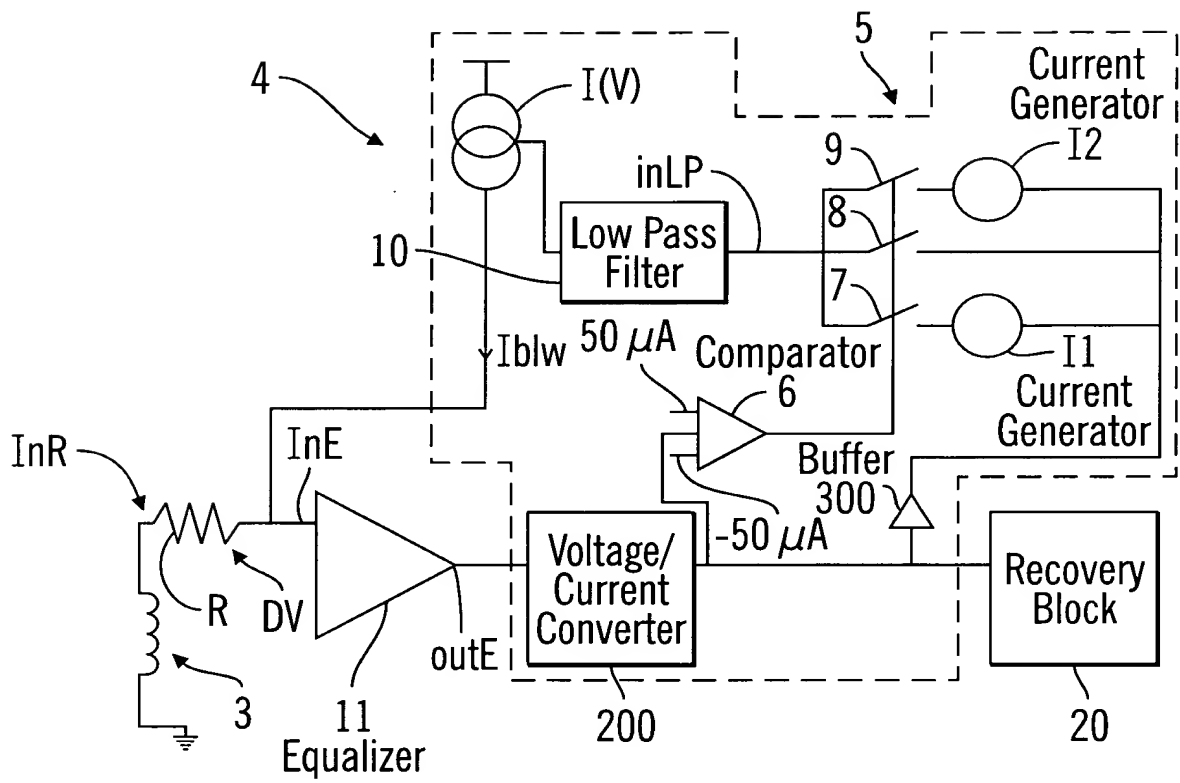 5
Current
Generator
4
I(V)
9
I2
inLP
8
Low Pass
Filter
10
7
50 μA
Comparator
6
Iblw
I1
Current
Generator
InR
InE
Buffer
300
-50 μA
Voltage/
Current
Converter
Recovery
Block
R
DV
outE
3
11
Equalizer
200
20